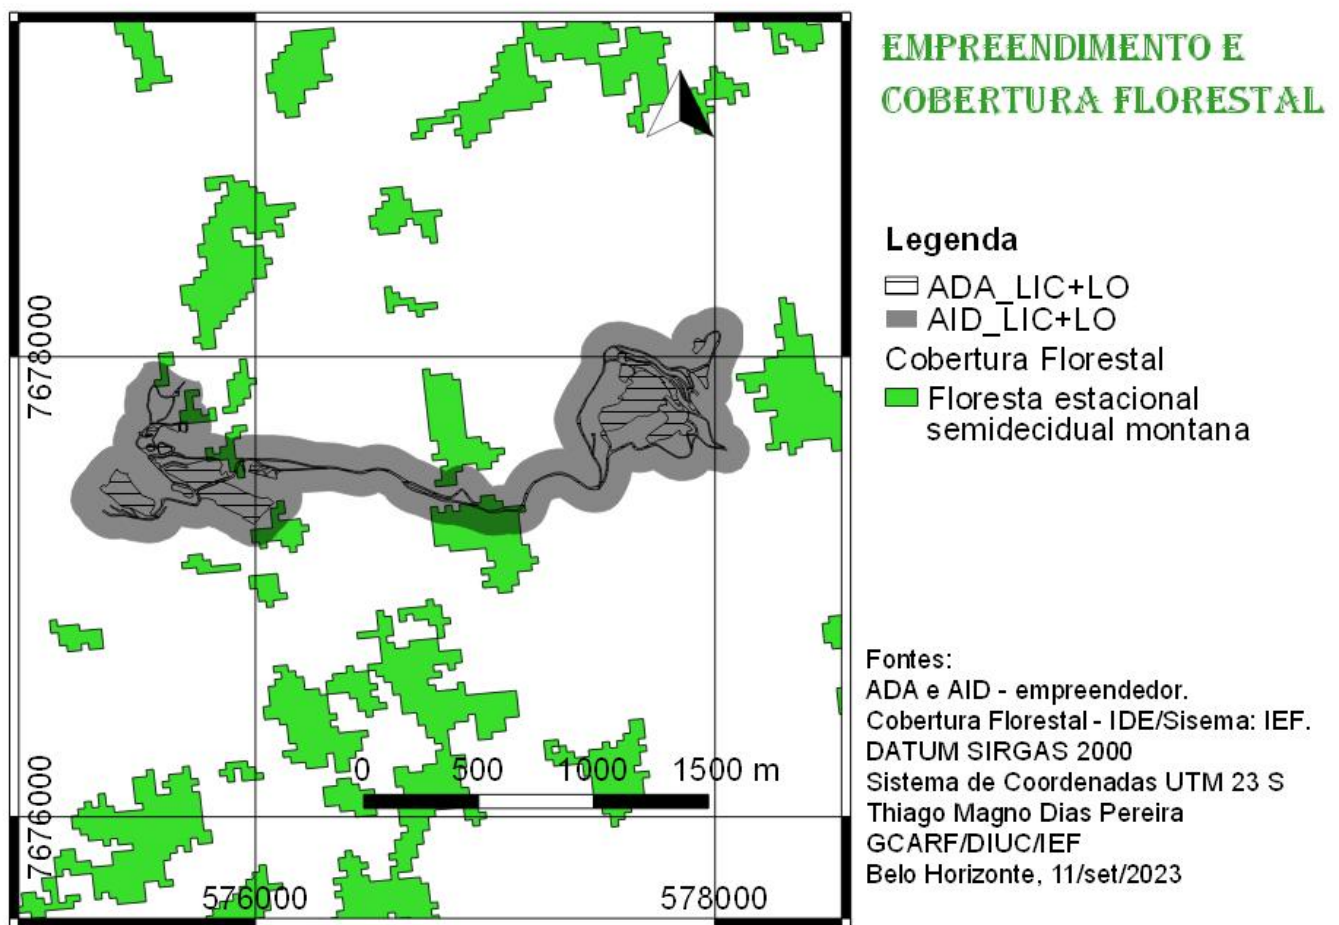 EMPREENDIMENTO E
COBERTURA FLORESTAL
Legenda
ADA_LIC+LO
AID_LIC+LO
Cobertura Florestal
Floresta estacional
semidecidual montana
7678000
7676000
576000
578000
0 500 1000 1500 m
Fontes:
ADA e AID - empreendedor.
Cobertura Florestal - IDE/Sisema: IEF.
DATUM SIRGAS 2000
Sistema de Coordenadas UTM 23 S
Thiago Magno Dias Pereira
GCARF/DIUC/IEF
Belo Horizonte, 11/set/2023